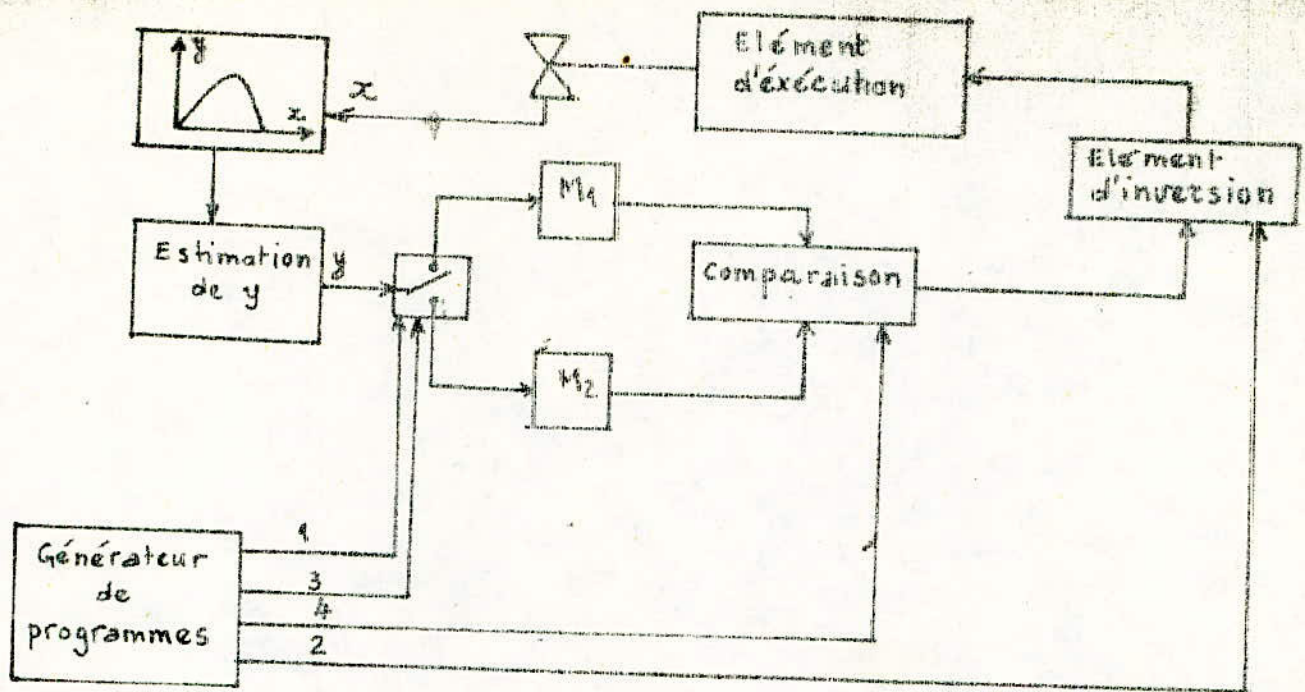 y
x
x
Elément
d'éxécution
Elément
d'inversion
M1
Estimation
de y
y
Comparaison
M2
Générateur
de
programmes
1
3
4
2